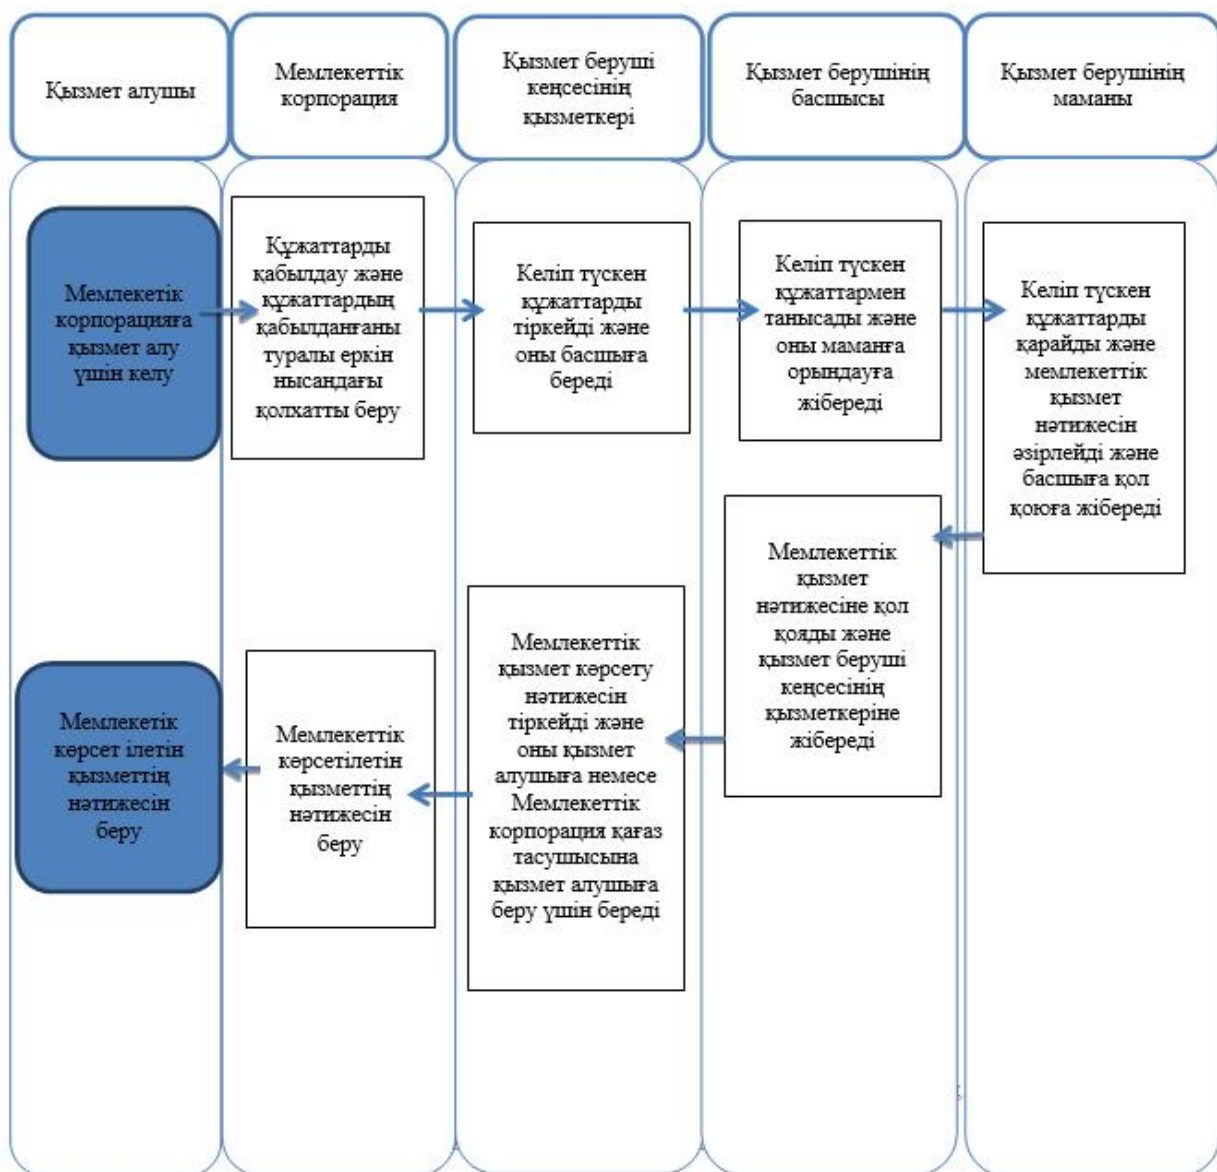 Қызмет алушы
Мемлекеттік
корпорация
Қызмет беруші
кеңсесінің
қызметкері
Қызмет берушінің
басшысы
Қызмет берушінің
маманы
Мемлекетік
корпорацияға
қызмет алу
үшін келу
Құжаттарды
қабылдау және
құжаттардың
қабылданғаны
туралы еркін
нысандағы
қолхатты беру
Келіп түскен
құжаттарды
тіркейді және
оны басшыға
береді
Келіп түскен
құжаттармен
танысады және
оны маманға
орындауға
жібереді
Келіп түскен
құжаттарды
қарайды және
мемлекеттік
қызмет
нәтижесін
әзірлейді және
басшыға қол
қоюға жібереді
Мемлекеттік
қызмет
нәтижесіне қол
қояды және
қызмет беруші
кеңсесінің
қызметкеріне
жібереді
Мемлекеттік
қызмет көрсету
нәтижесін
тіркейді және
оны қызмет
алушыға немесе
Мемлекеттік
корпорация қағаз
тасушысына
қызмет алушыға
беру үшін береді
Мемлекеттік
көрсетілетін
қызметтің
нәтижесін
беру
Мемлекетік
көрсет ілетін
қызметтің
нәтижесін
беру